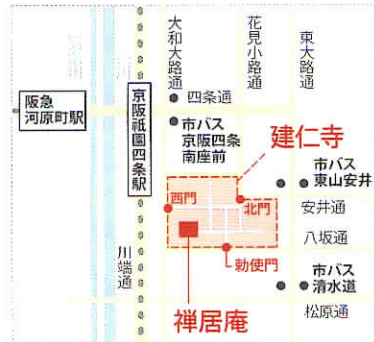 大和大路通
花見小路通
東大路通
阪急
河原町駅
京阪祇園四条駅
四条通
市バス
京阪四条
南座前
建仁寺
市バス
東山安井
西門
北門
安井通
八坂通
川端通
勅使門
市バス
清水道
禅居庵
松原通